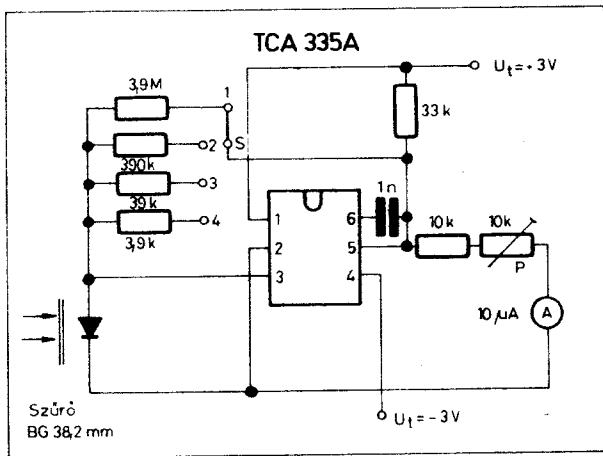 TCA 335A
U_t = +3V
3,9M
1
33k
2
S
390k
3
1n
39k
4
1
6
10k
10k
3,9k
2
5
3
4
P
10µA
A
Szűrő
BG 38,2 mm
U_t = -3V